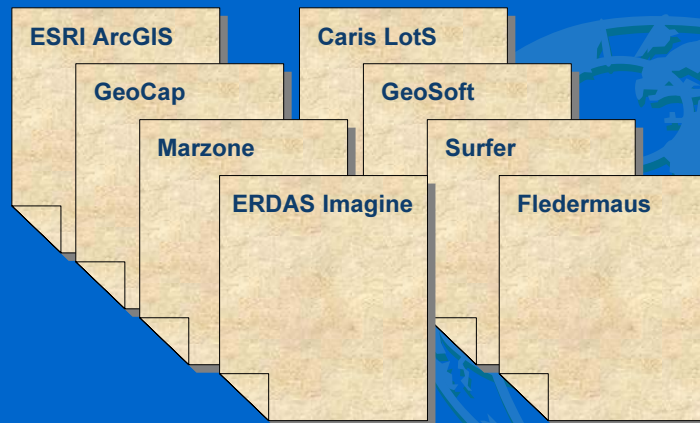 ESRI ArcGIS
GeoCap
Marzone
ERDAS Imagine
Caris LotS
GeoSoft
Surfer
Fledermaus